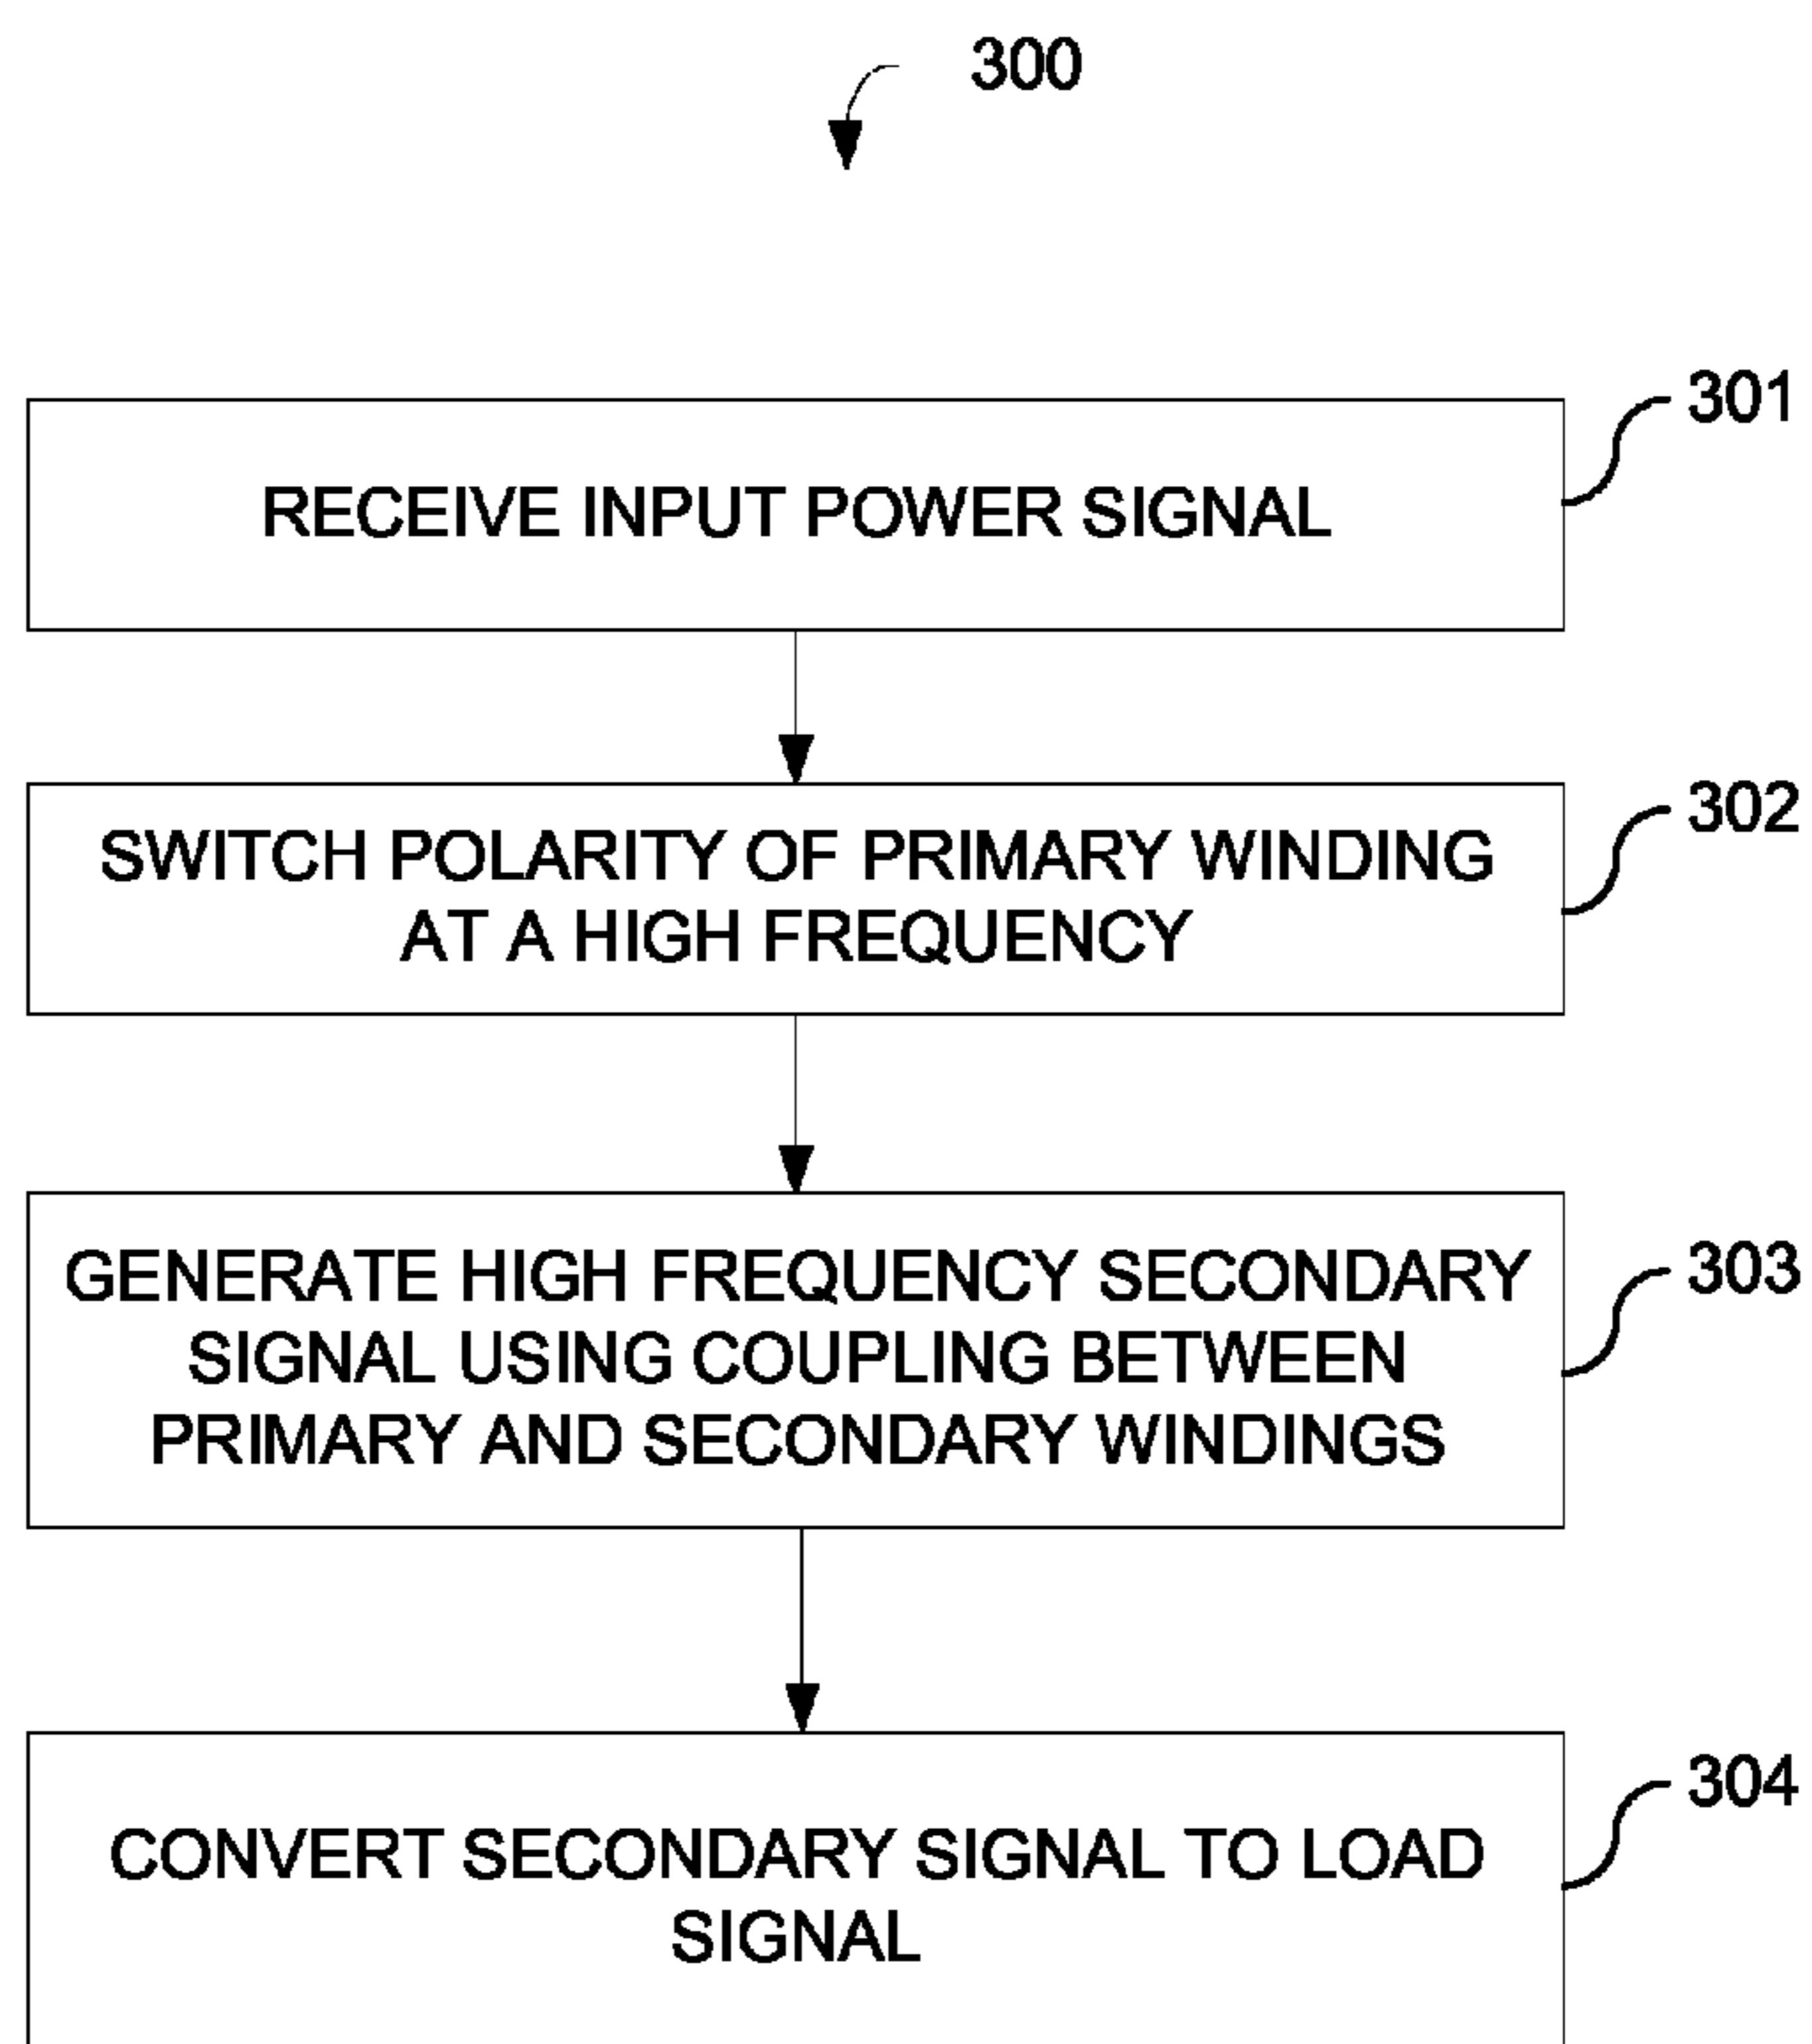 300
301
RECEIVE INPUT POWER SIGNAL
302
SWITCH POLARITY OF PRIMARY WINDING
AT A HIGH FREQUENCY
303
GENERATE HIGH FREQUENCY SECONDARY
SIGNAL USING COUPLING BETWEEN
PRIMARY AND SECONDARY WINDINGS
304
CONVERT SECONDARY SIGNAL TO LOAD
SIGNAL